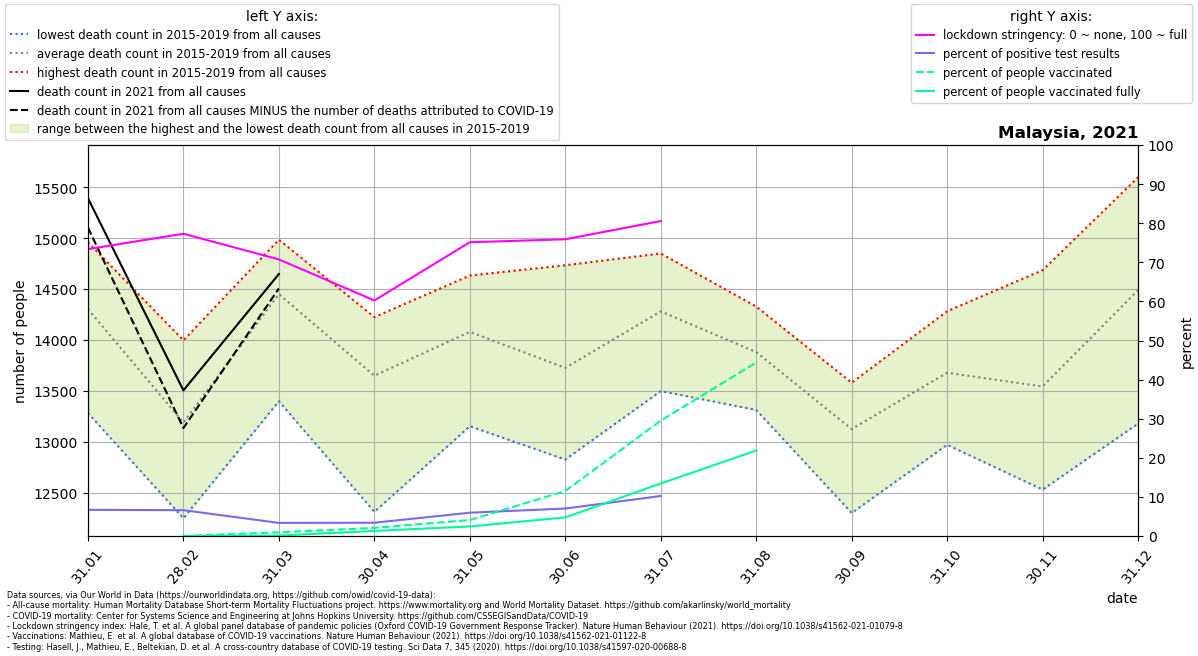 left Y axis:
lowest death count in 2015-2019 from all causes
average death count in 2015-2019 from all causes
highest death count in 2015-2019 from all causes
death count in 2021 from all causes
death count in 2021 from all causes MINUS the number of deaths attributed to COVID-19
range between the highest and the lowest death count from all causes in 2015-2019
right Y axis:
lockdown stringency: 0 ~ none, 100 ~ full
percent of positive test results
percent of people vaccinated
percent of people vaccinated fully
Malaysia, 2021
number of people
15500
15000
14500
14000
13500
13000
12500
100
90
80
70
60
50
40
30
20
10
0
percent
31.01
28.02
31.03
30.04
31.05
30.06
31.07
31.08
30.09
31.10
30.11
31.12
date
Data sources, via Our World in Data (https://ourworldindata.org, https://github.com/owid/covid-19-data):
- All-cause mortality: Human Mortality Database Short-term Mortality Fluctuations project. https://www.mortality.org and World Mortality Dataset. https://github.com/akarlinsky/world_mortality
- COVID-19 mortality: Center for Systems Science and Engineering at Johns Hopkins University. https://github.com/CSSEGISandData/COVID-19
- Lockdown stringency index: Hale, T. et al. A global panel database of pandemic policies (Oxford COVID-19 Government Response Tracker). Nature Human Behaviour (2021). https://doi.org/10.1038/s41562-021-01079-8
- Vaccinations: Mathieu, E. et al. A global database of COVID-19 vaccinations. Nature Human Behaviour (2021). https://doi.org/10.1038/s41562-021-01122-8
- Testing: Hasell, J., Mathieu, E., Beltekian, D. et al. A cross-country database of COVID-19 testing. Sci Data 7, 345 (2020). https://doi.org/10.1038/s41597-020-00688-8